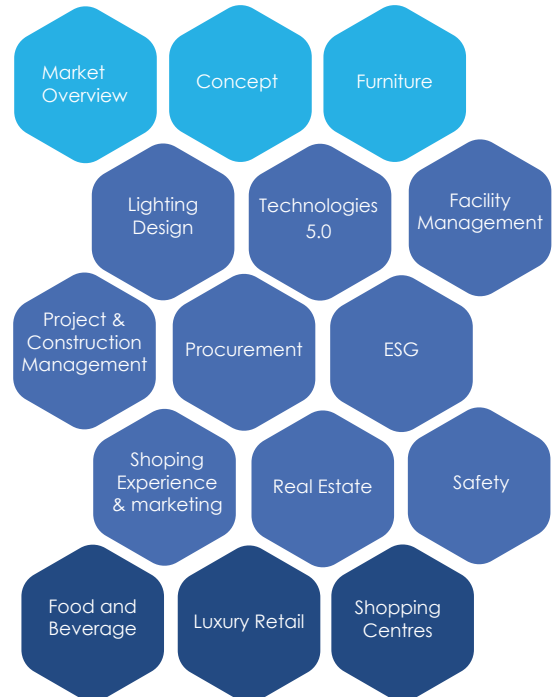 Market
Overview
Concept
Furniture
Lighting
Design
Technologies
5.0
Facility
Management
Project &
Construction
Management
Procurement
ESG
Shoping
Experience
& marketing
Real Estate
Safety
Food and
Beverage
Luxury Retail
Shopping
Centres